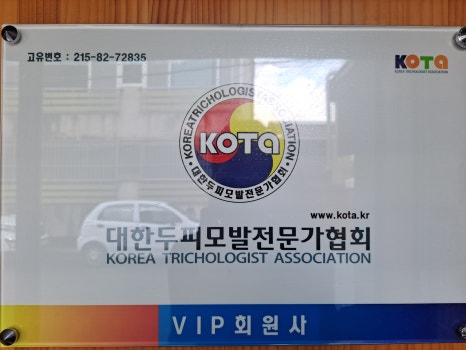 고유번호 : 215-82-72835
KOTA
KOREA TRICHOLOGIST ASSOCIATION
KOREA TRICHOLOGIST ASSOCIATION
KOTA
대한두피모발전문가협회
www.kota.kr
대한두피모발전문가협회
KOREA TRICHOLOGIST ASSOCIATION
VIP회원사